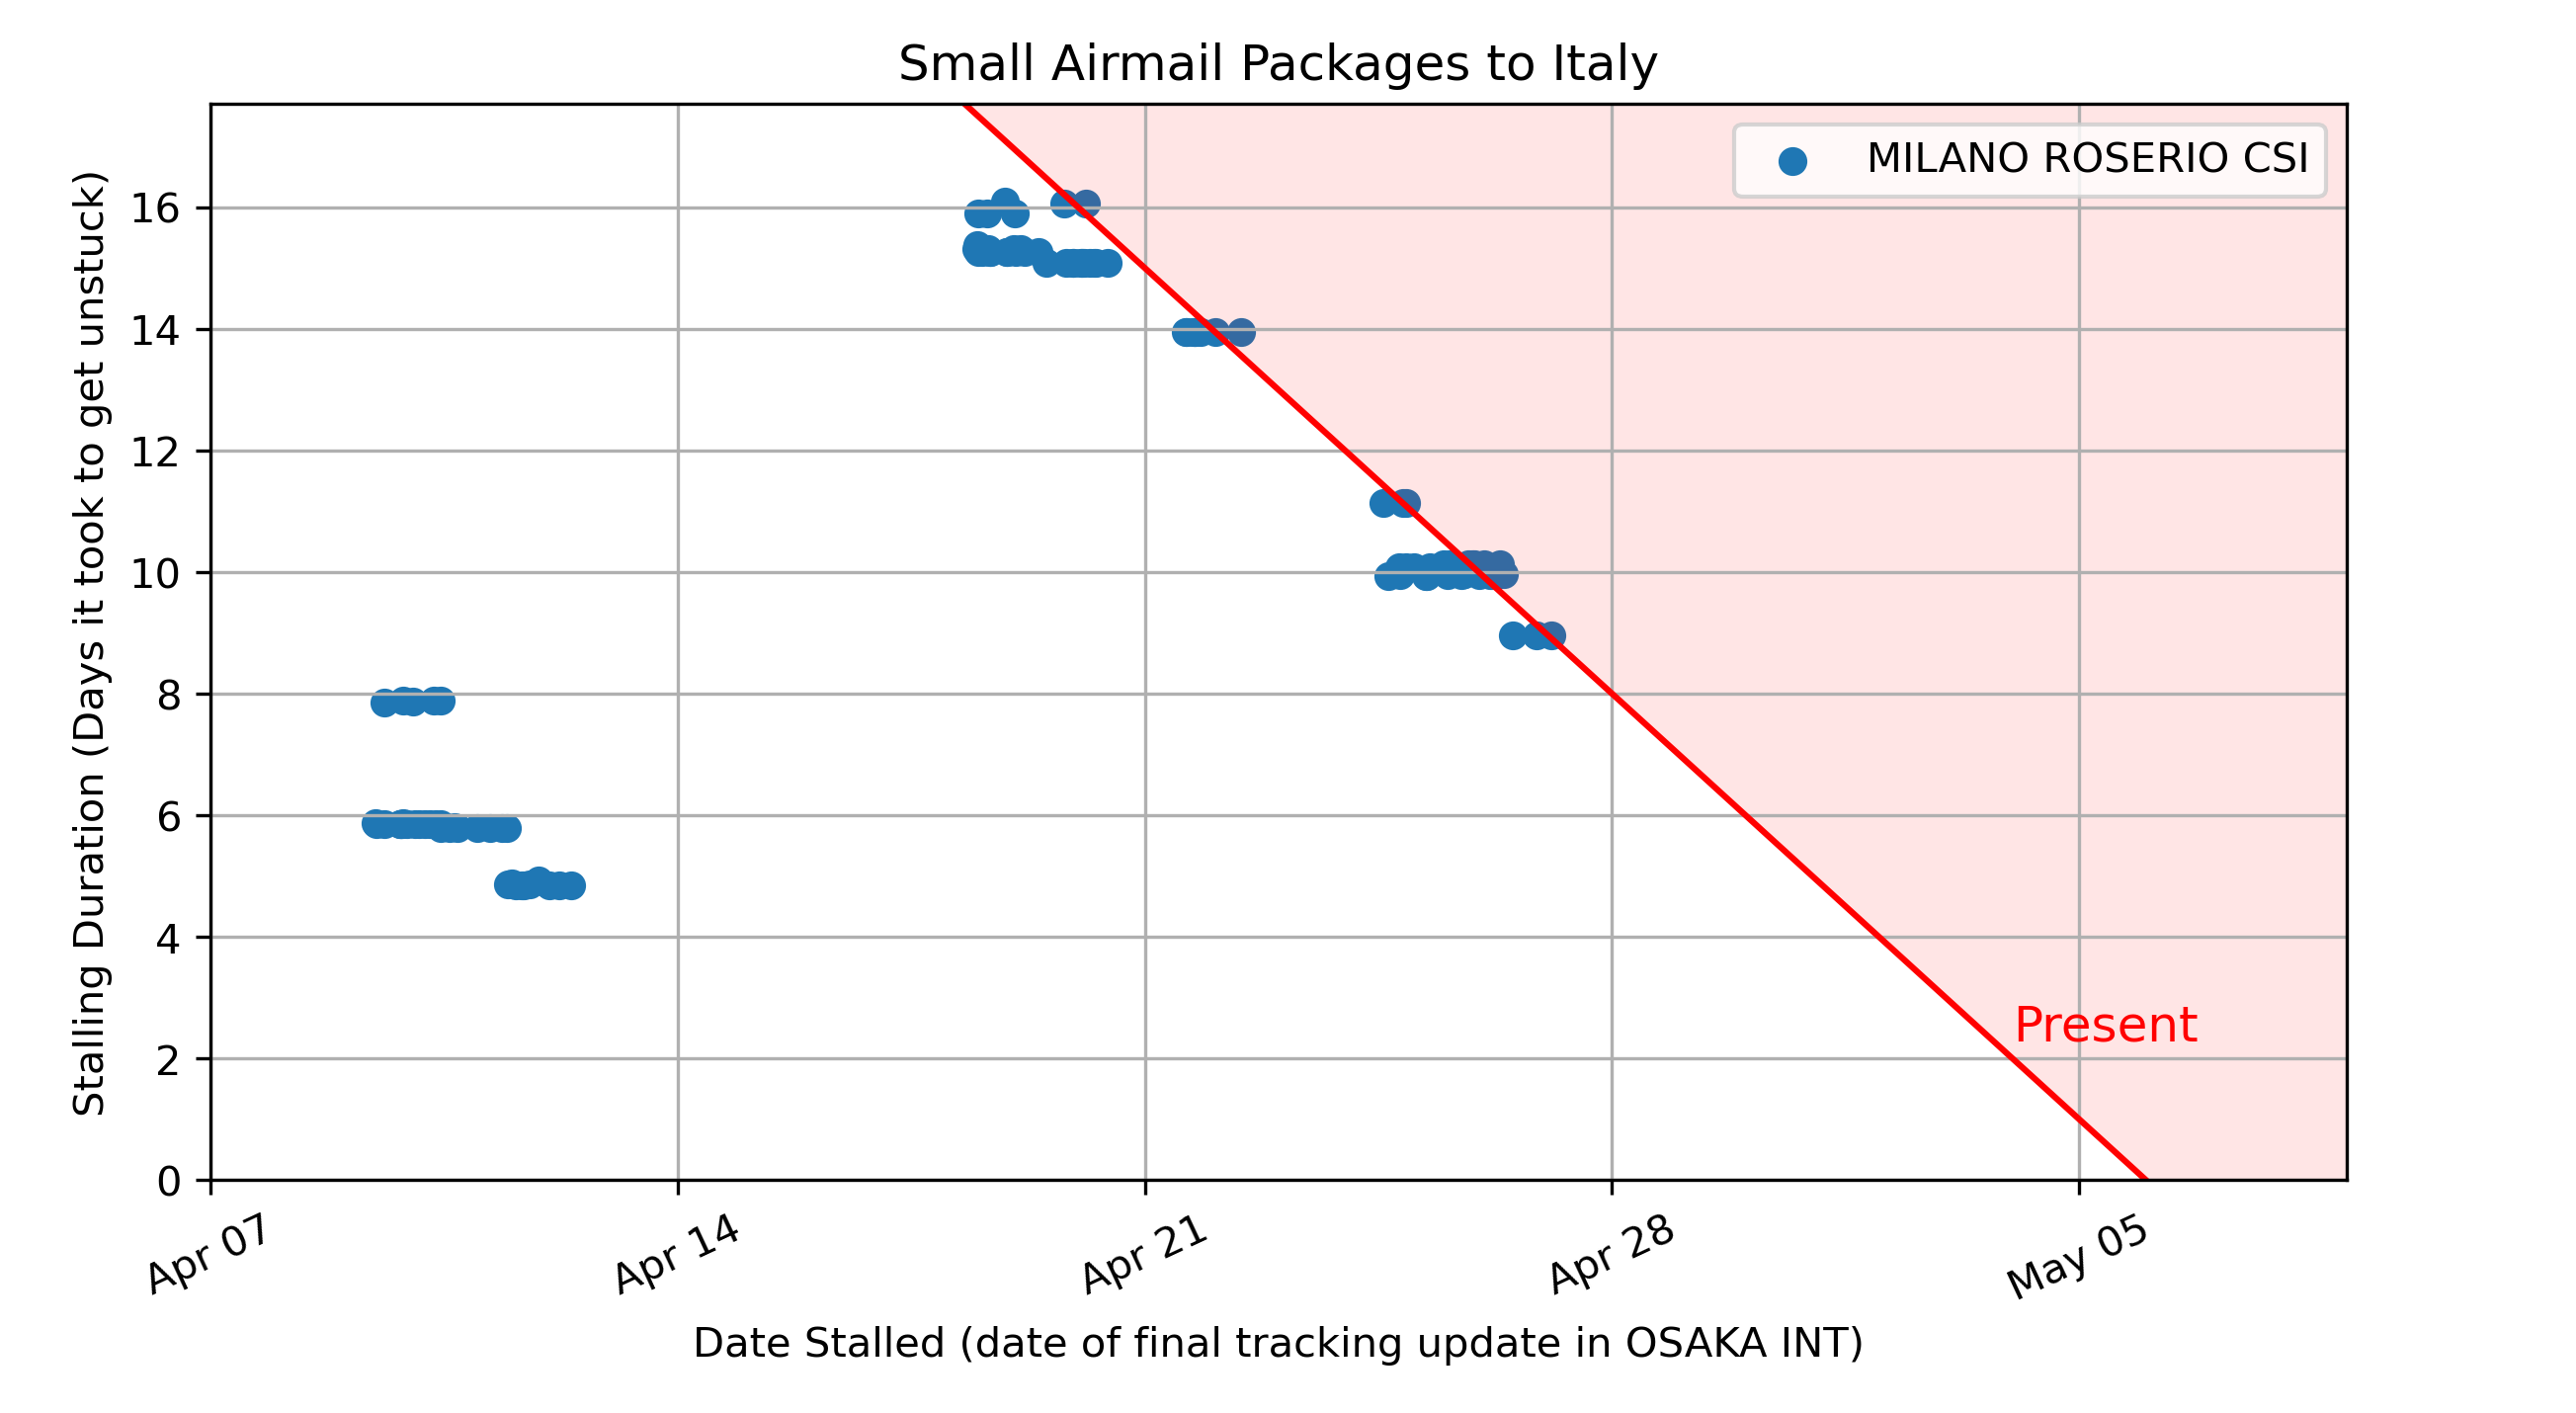 Small Airmail Packages to Italy
MILANO ROSERIO CSI
Stalling Duration (Days it took to get unstuck)
16
14
12
10
8
6
4
2
0
Present
Apr 07
Apr 14
Apr 21
Apr 28
May 05
Date Stalled (date of final tracking update in OSAKA INT)